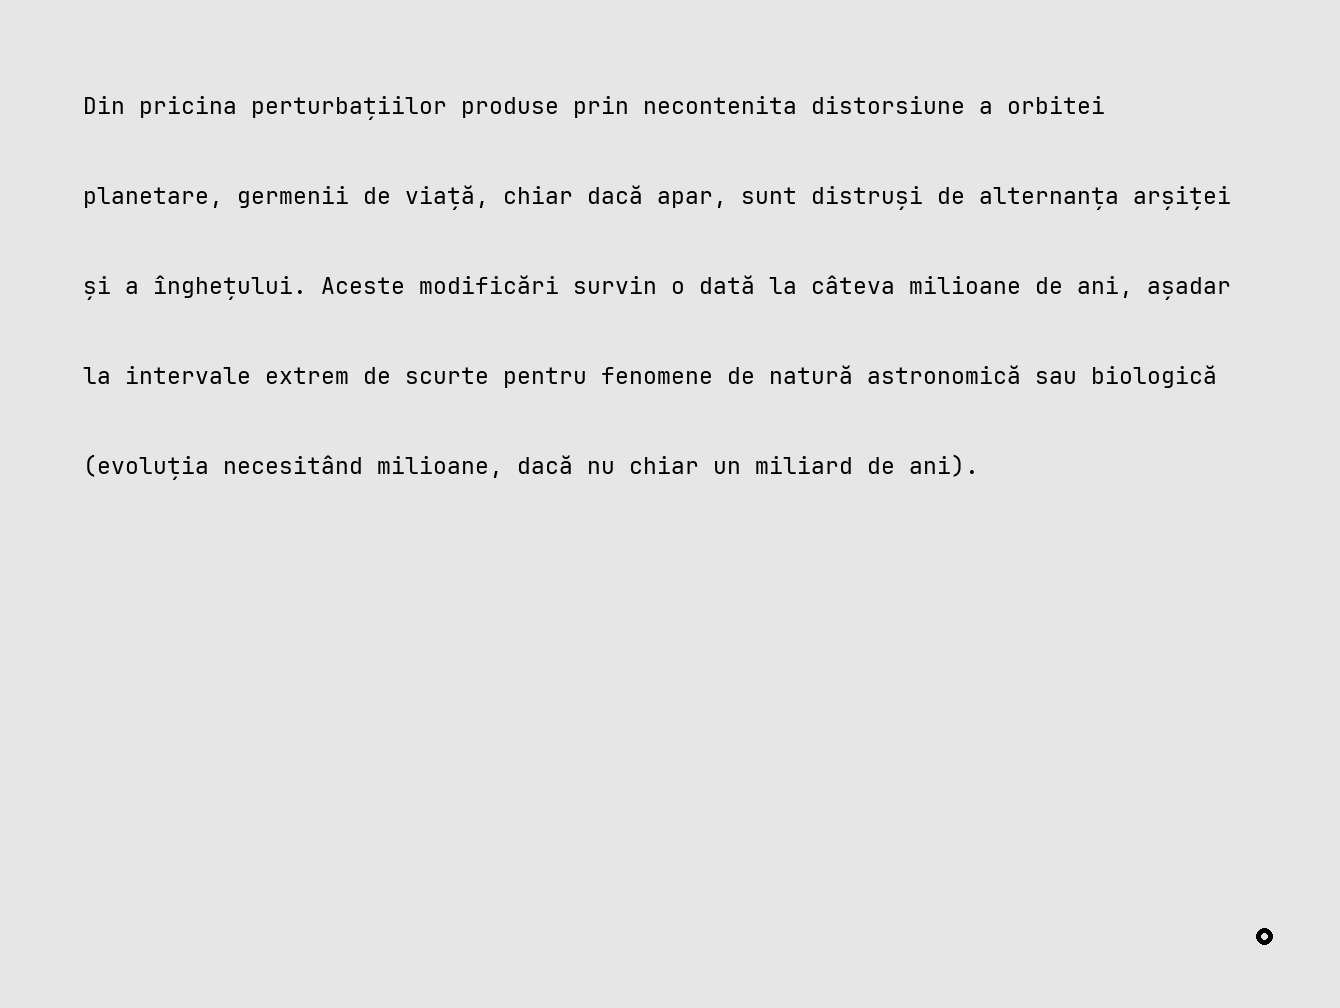 Din pricina perturbațiilor produse prin necontenita distorsiune a orbitei
planetare, germenii de viață, chiar dacă apar, sunt distruși de alternanța arșiței
și a înghețului. Aceste modificări survin o dată la câteva milioane de ani, așadar
la intervale extrem de scurte pentru fenomene de natură astronomică sau biologică
(evoluția necesitând milioane, dacă nu chiar un miliard de ani).